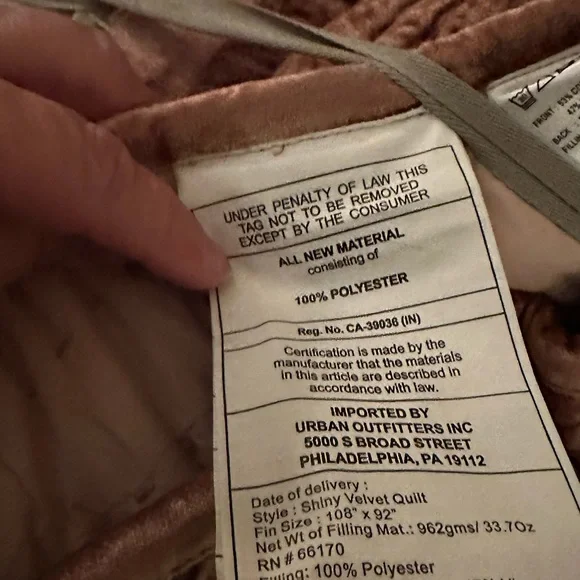 UNDER PENALTY OF LAW THIS
TAG NOT TO BE REMOVED
EXCEPT BY THE CONSUMER
ALL NEW MATERIAL
consisting of
100% POLYESTER
Reg. No. CA-39036 (IN)
Certification is made by the
manufacturer that the materials
in this article are described in
accordance with law.
IMPORTED BY
URBAN OUTFITTERS INC
5000 S BROAD STREET
PHILADELPHIA, PA 19112
Date of delivery :
Style : Shiny Velvet Quilt
Fin Size : 108" x 92"
Net Wt of Filling Mat.: 962gms/ 33.7Oz
RN # 66170
Filling: 100% Polyester
FRONT
BACK